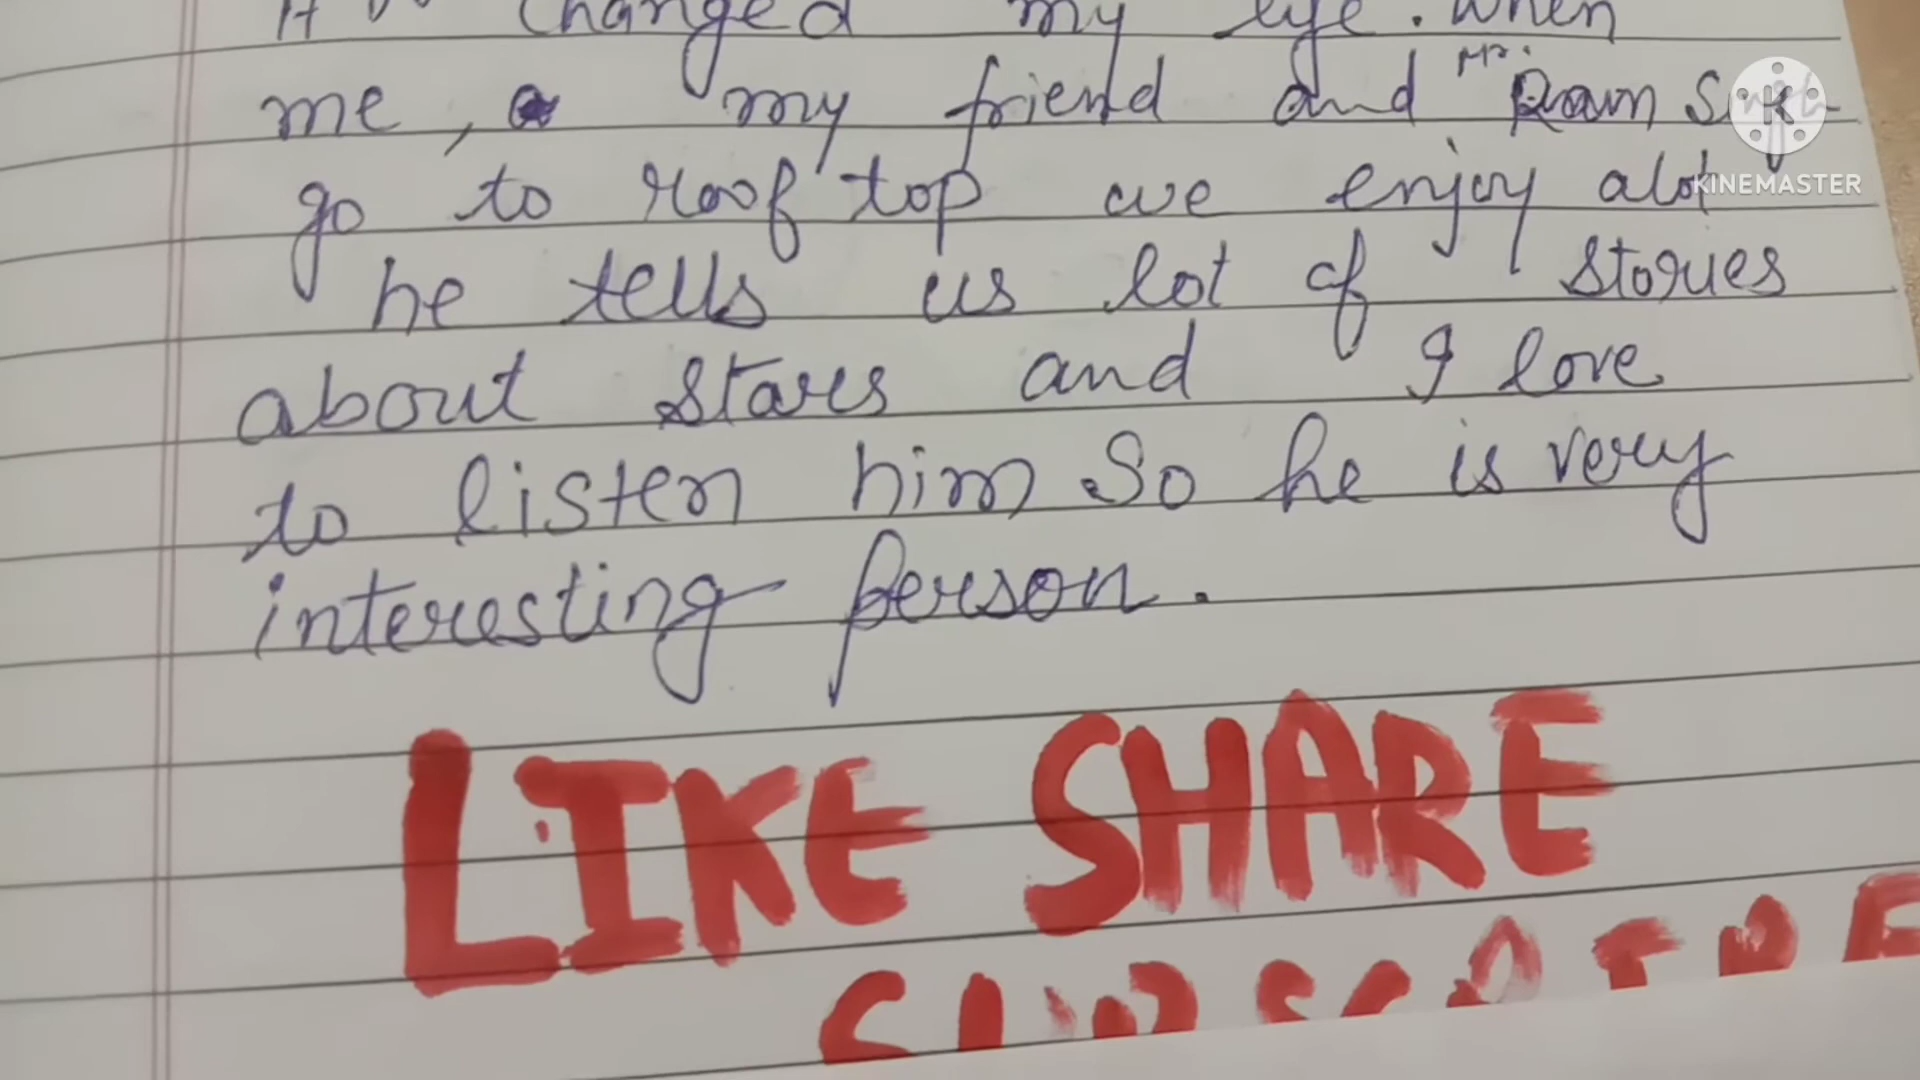 changed my life. When
me, my friend and Mr. Ram Singh
go to roof top we enjoy alot
he tells us lot of stories
about stars and I love
to listen him. So he is very
interesting person.
LIKE SHARE
KINEMASTER